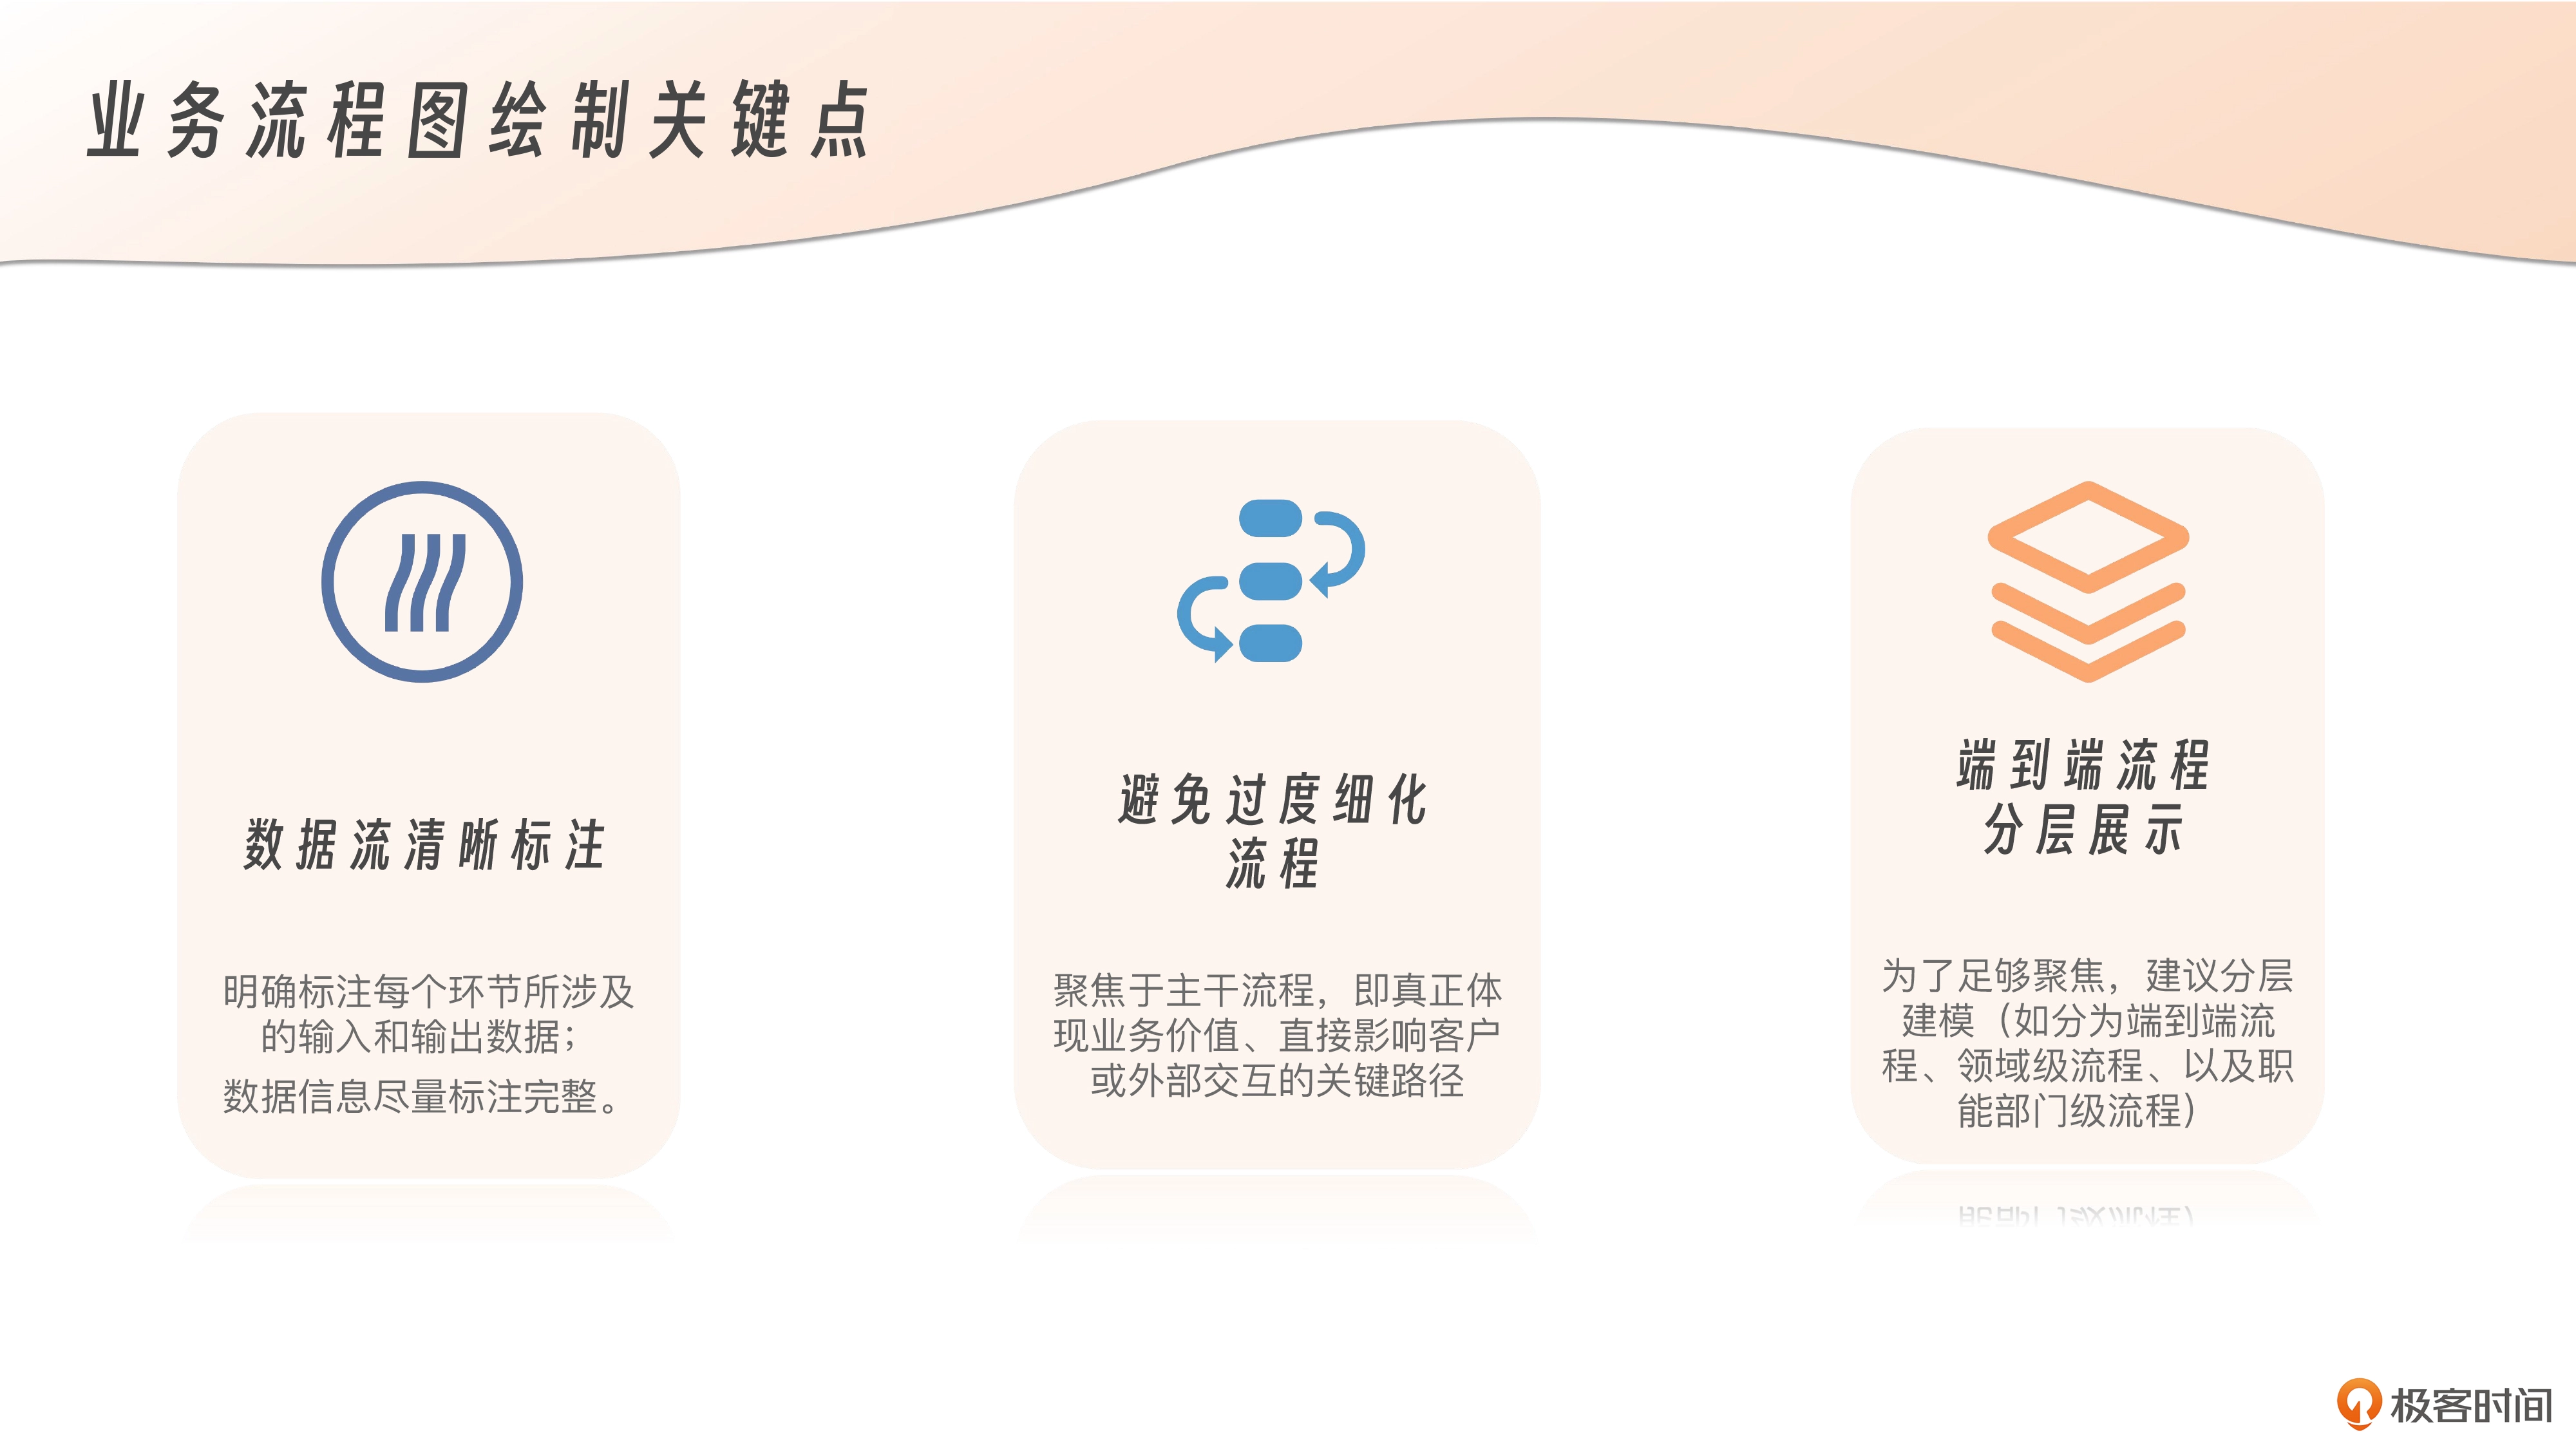 业务流程图绘制关键点
数据流清晰标注
明确标注每个环节所涉及
的输入和输出数据；
数据信息尽量标注完整。
避免过度细化
流程
聚焦于主干流程，即真正体
现业务价值、直接影响客户
或外部交互的关键路径
端到端流程
分层展示
为了足够聚焦，建议分层
建模（如分为端到端流
程、领域级流程、以及职
能部门级流程）
极客时间